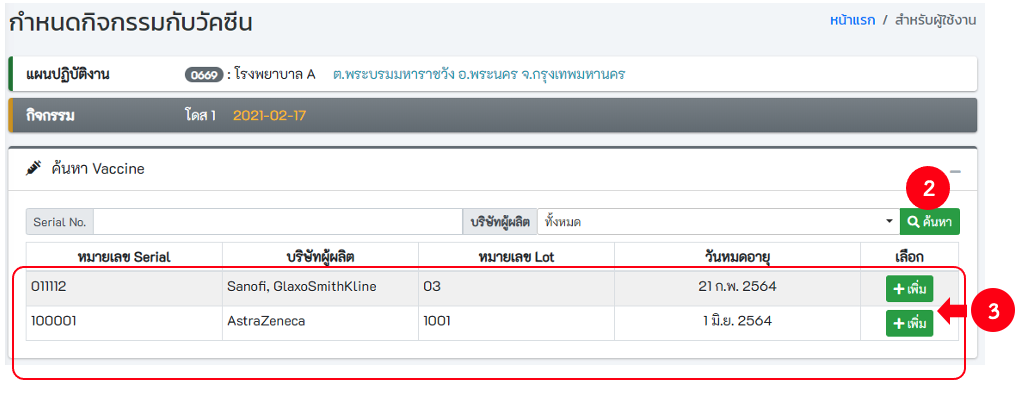 กำหนดกิจกรรมกับวัคซีน
หน้าแรก / สำหรับผู้ใช้งาน
แผนปฏิบัติงาน 0669 : โรงพยาบาล A ต.พระบรมมหาราชวัง อ.พระนคร จ.กรุงเทพมหานคร
กิจกรรม โดส 1 2021-02-17
ค้นหา Vaccine
2
Serial No. บริษัทผู้ผลิต ทั้งหมด ค้นหา
หมายเลข Serial บริษัทผู้ผลิต หมายเลข Lot วันหมดอายุ เลือก
011112 Sanofi, GlaxoSmithKline 03 21 ก.พ. 2564 +เพิ่ม
3
100001 AstraZeneca 1001 1 มิ.ย. 2564 +เพิ่ม